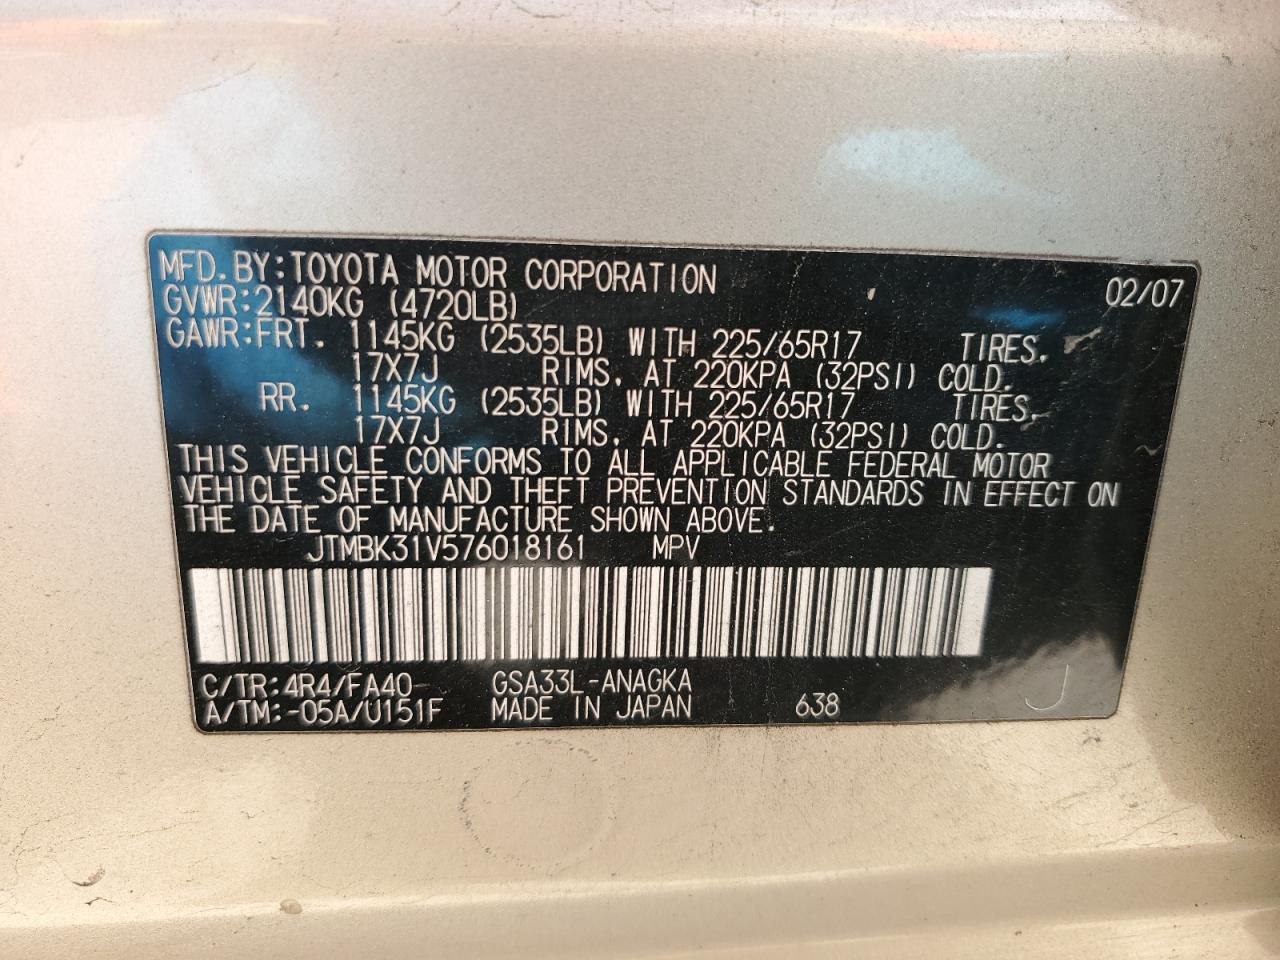 MFD.BY:TOYOTA MOTOR CORPORATION 02/07
GVWR:2140KG (4720LB)
GAWR:FRT. 1145KG (2535LB) WITH 225/65R17 TIRES,
17X7J RIMS, AT 220KPA (32PSI) COLD.
RR. 1145KG (2535LB) WITH 225/65R17 TIRES,
17X7J RIMS, AT 220KPA (32PSI) COLD.
THIS VEHICLE CONFORMS TO ALL APPLICABLE FEDERAL MOTOR
VEHICLE SAFETY AND THEFT PREVENTION STANDARDS IN EFFECT ON
THE DATE OF MANUFACTURE SHOWN ABOVE.
JTMBK31V576018161 MPV
C/TR:4R4/FA40 GSA33L-ANAGKA
A/TM:-05A/U151F MADE IN JAPAN 638 J